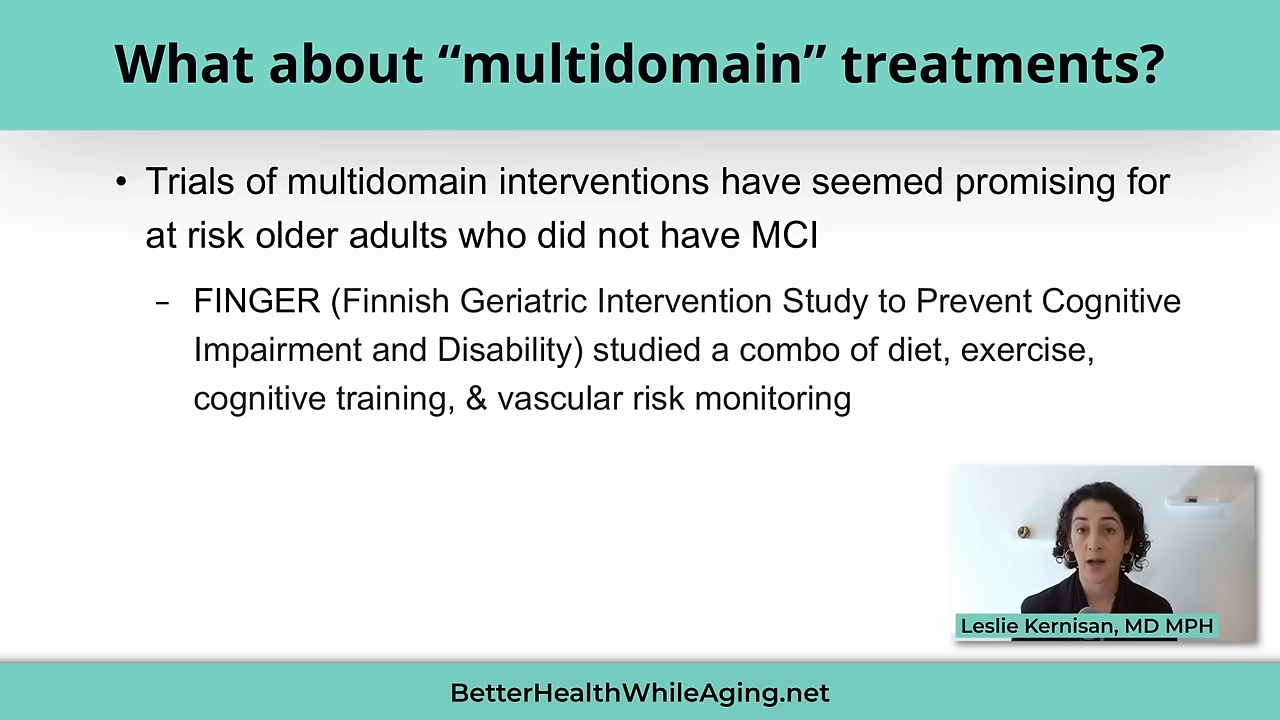 What about “multidomain” treatments?
• Trials of multidomain interventions have seemed promising for
at risk older adults who did not have MCI
– FINGER (Finnish Geriatric Intervention Study to Prevent Cognitive
Impairment and Disability) studied a combo of diet, exercise,
cognitive training, & vascular risk monitoring
Leslie Kernisan, MD MPH
BetterHealthWhileAging.net